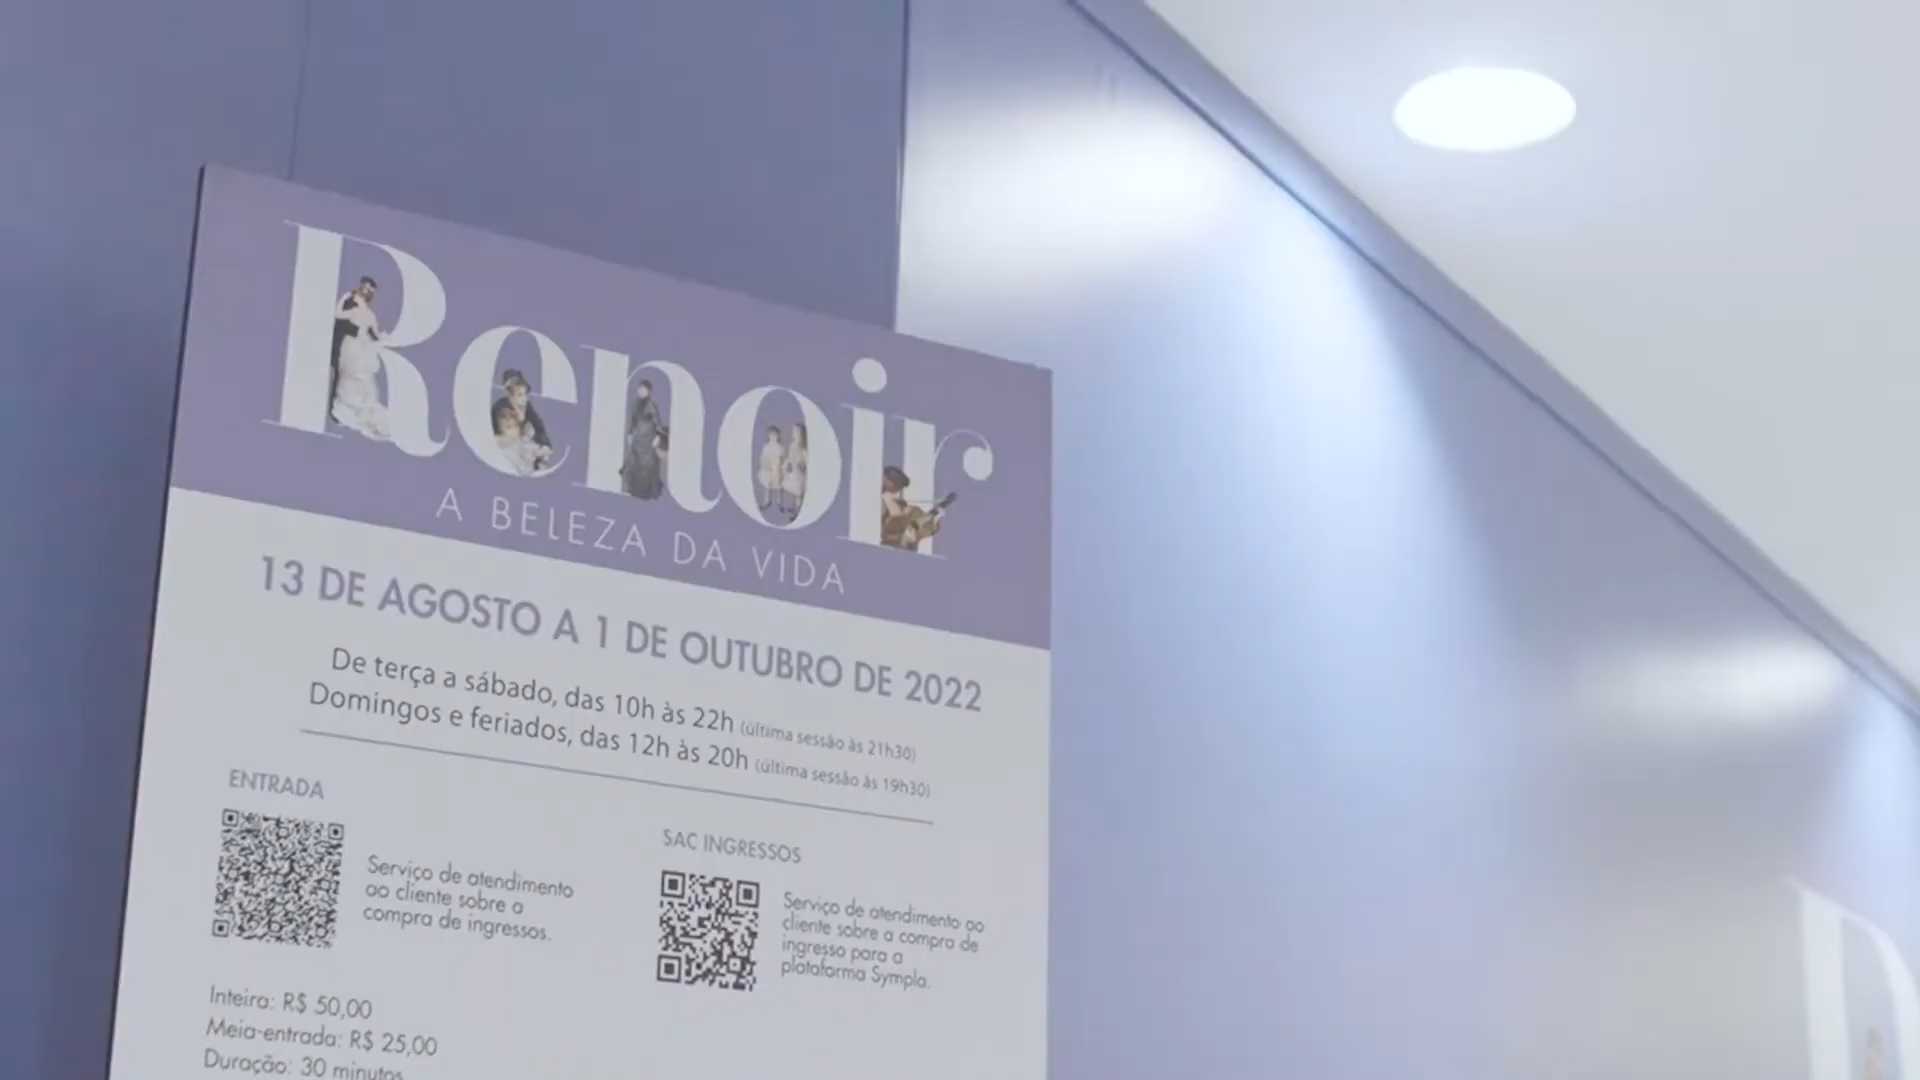 Renoir
A BELEZA DA VIDA
13 DE AGOSTO A 1 DE OUTUBRO DE 2022
De terça a sábado, das 10h às 22h (última sessão às 21h30)
Domingos e feriados, das 12h às 20h (última sessão às 19h30)
ENTRADA
Serviço de atendimento
ao cliente sobre a
compra de ingressos.
SAC INGRESSOS
Serviço de atendimento ao
cliente sobre a compra de
ingresso para a
plataforma Sympla.
Inteira: R$ 50,00
Meia-entrada: R$ 25,00
Duração: 30 minutos